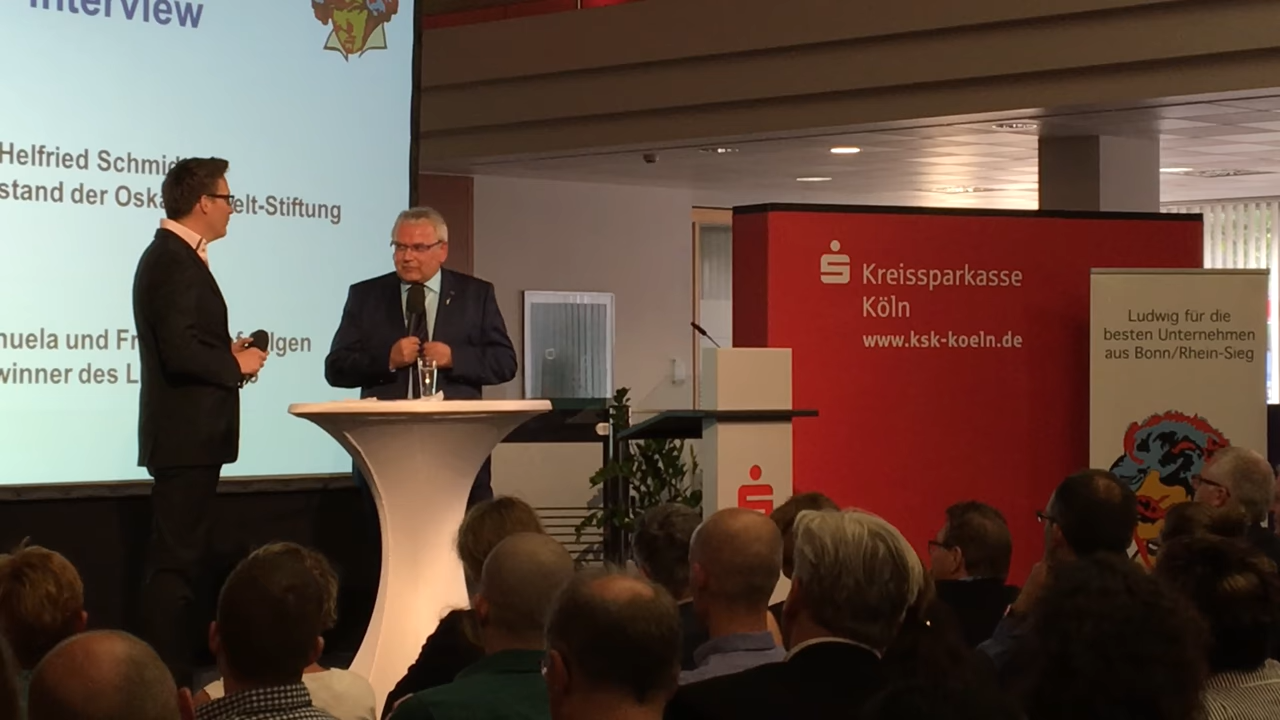 Interview
Helfried Schmid
stand der Oska elt-Stiftung
nuela und Fr folgen
winner des L
Kreissparkasse
Köln
www.ksk-koeln.de
Ludwig für die
besten Unternehmen
aus Bonn/Rhein-Sieg